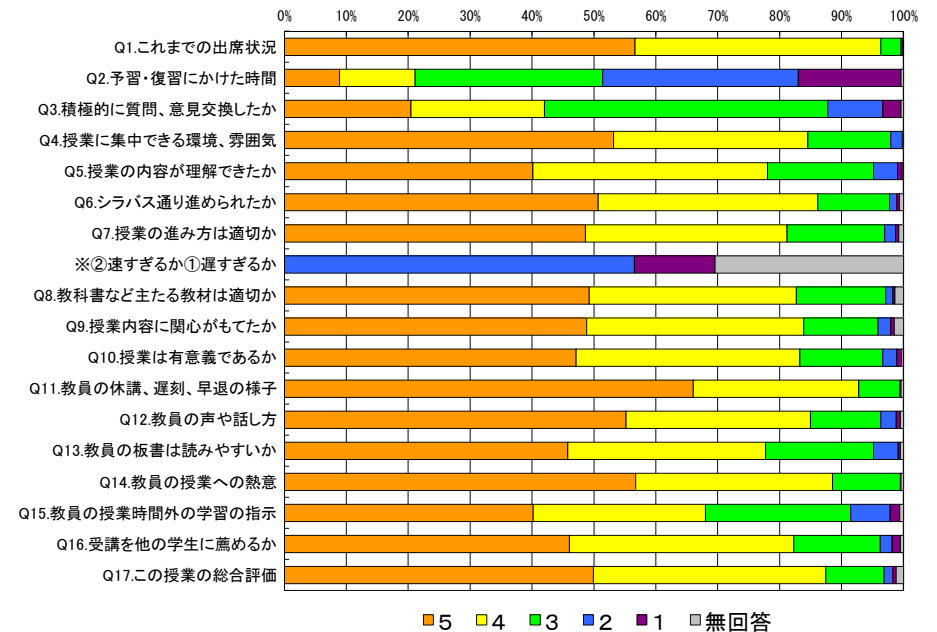 0% 10% 20% 30% 40% 50% 60% 70% 80% 90% 100%
Q1.これまでの出席状況
Q2.予習・復習にかけた時間
Q3.積極的に質問、意見交換したか
Q4.授業に集中できる環境、雰囲気
Q5.授業の内容が理解できたか
Q6.シラバス通り進められたか
Q7.授業の進み方は適切か
※②速すぎるか①遅すぎるか
Q8.教科書など主たる教材は適切か
Q9.授業内容に関心がもてたか
Q10.授業は有意義であるか
Q11.教員の休講、遅刻、早退の様子
Q12.教員の声や話し方
Q13.教員の板書は読みやすいか
Q14.教員の授業への熱意
Q15.教員の授業時間外の学習の指示
Q16.受講を他の学生に薦めるか
Q17.この授業の総合評価
5 4 3 2 1 無回答